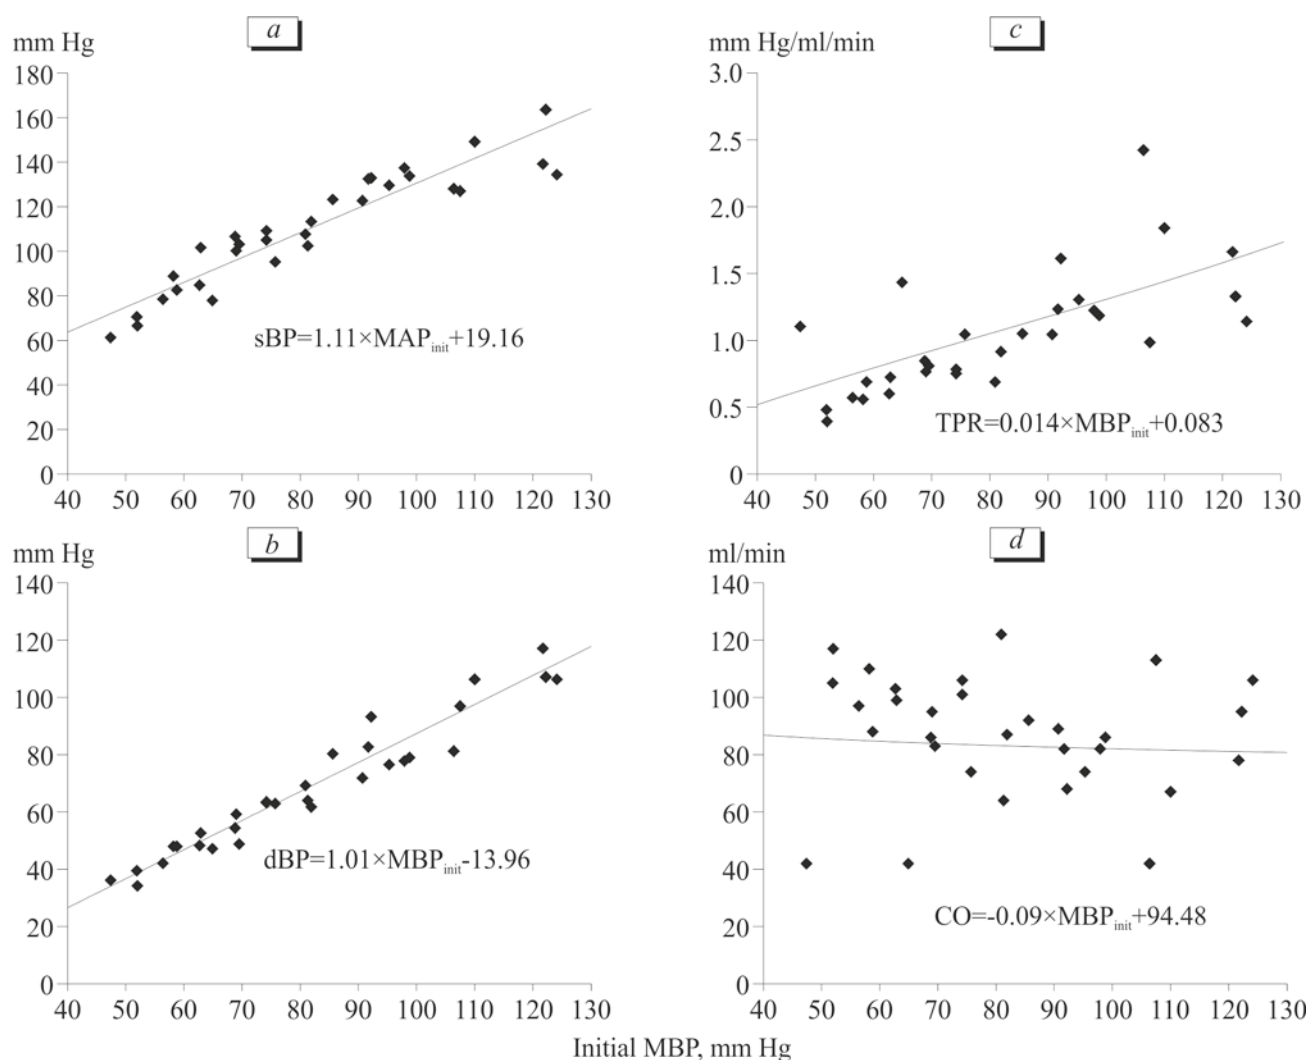 a
mm Hg
180
160
140
120
100
80
60
40
20
0
40 50 60 70 80 90 100 110 120 130
sBP=1.11×MAPinit+19.16
c
mm Hg/ml/min
3.0
2.5
2.0
1.5
1.0
0.5
0
40 50 60 70 80 90 100 110 120 130
TPR=0.014×MBPinit+0.083
b
mm Hg
140
120
100
80
60
40
20
0
40 50 60 70 80 90 100 110 120 130
dBP=1.01×MBPinit-13.96
d
ml/min
140
120
100
80
60
40
20
0
40 50 60 70 80 90 100 110 120 130
CO=-0.09×MBPinit+94.48
Initial MBP, mm Hg